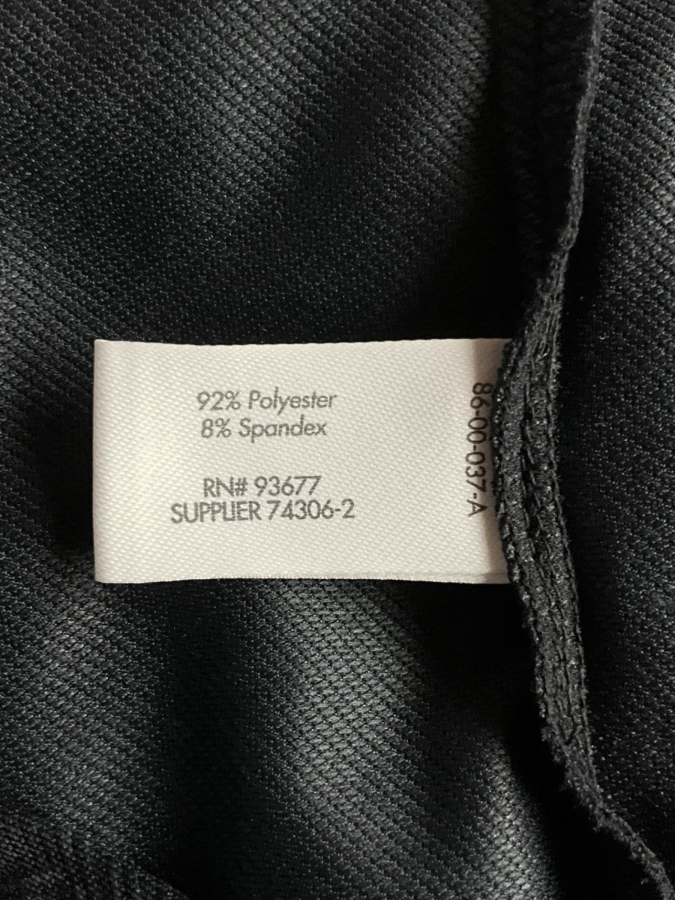 92% Polyester
8% Spandex
RN# 93677
SUPPLIER 74306-2
86-00-037-A